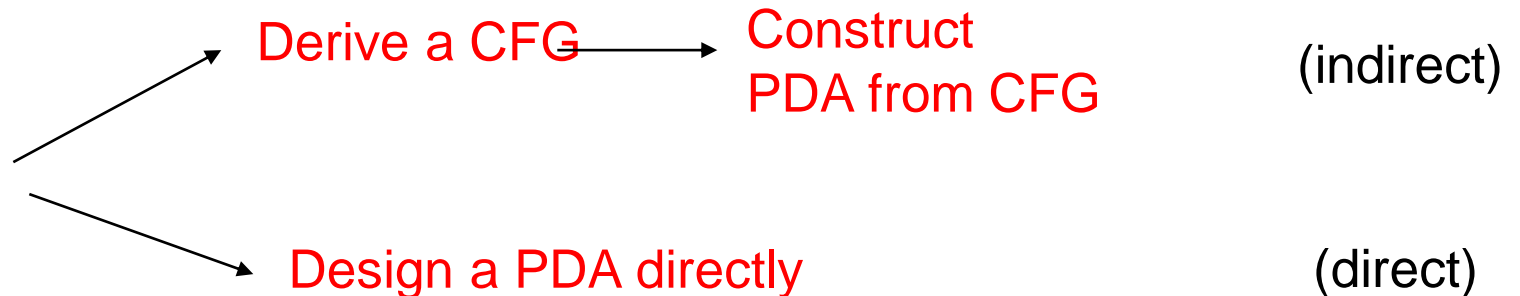 Derive a CFG
Construct
PDA from CFG
(indirect)
Design a PDA directly
(direct)